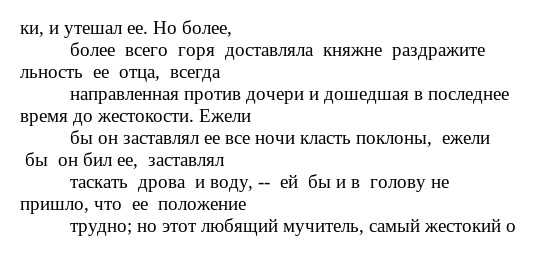 ки, и утешал ее. Но более,
более всего горя доставляла княжне раздражите
льность ее отца, всегда
направленная против дочери и дошедшая в последнее
время до жестокости. Ежели
бы он заставлял ее все ночи класть поклоны, ежели
бы он бил ее, заставлял
таскать дрова и воду, -- ей бы и в голову не
пришло, что ее положение
трудно; но этот любящий мучитель, самый жестокий о